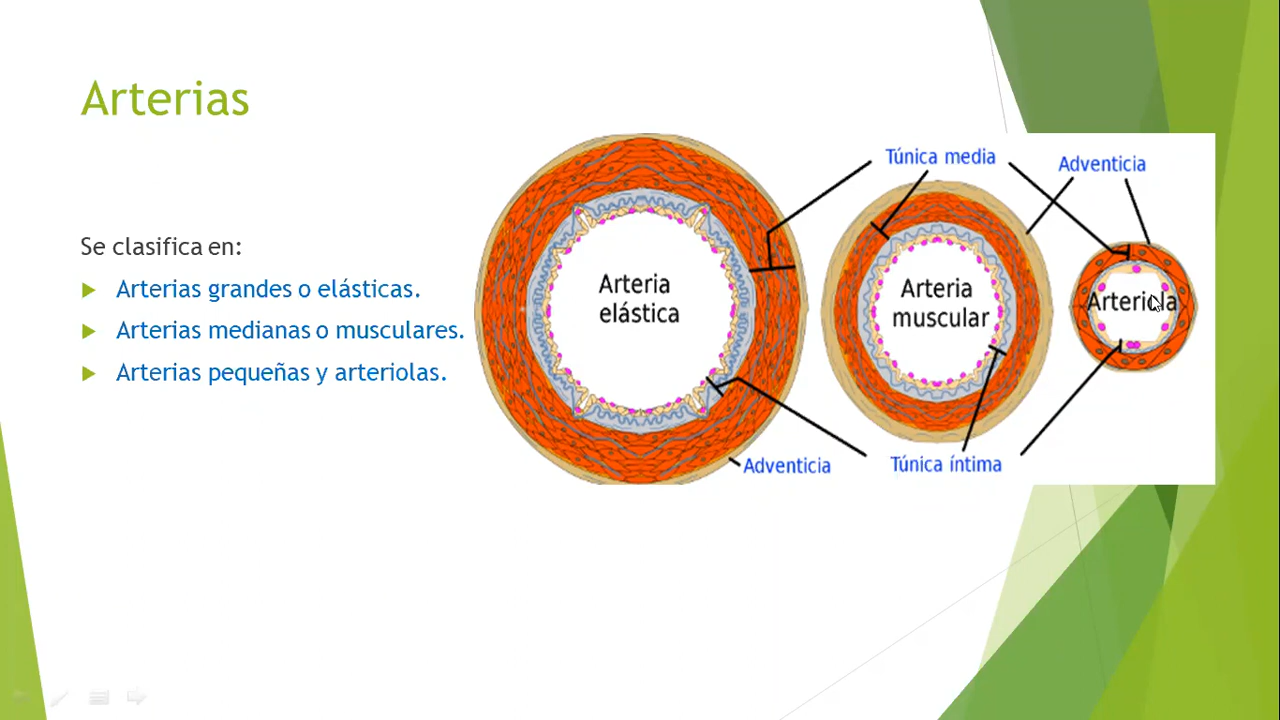 Arterias
Se clasifica en:
Arterias grandes o elásticas.
Arterias medianas o musculares.
Arterias pequeñas y arteriolas.
Túnica media
Adventicia
Arteria
elástica
Arteria
muscular
Arteriola
Adventicia
Túnica íntima